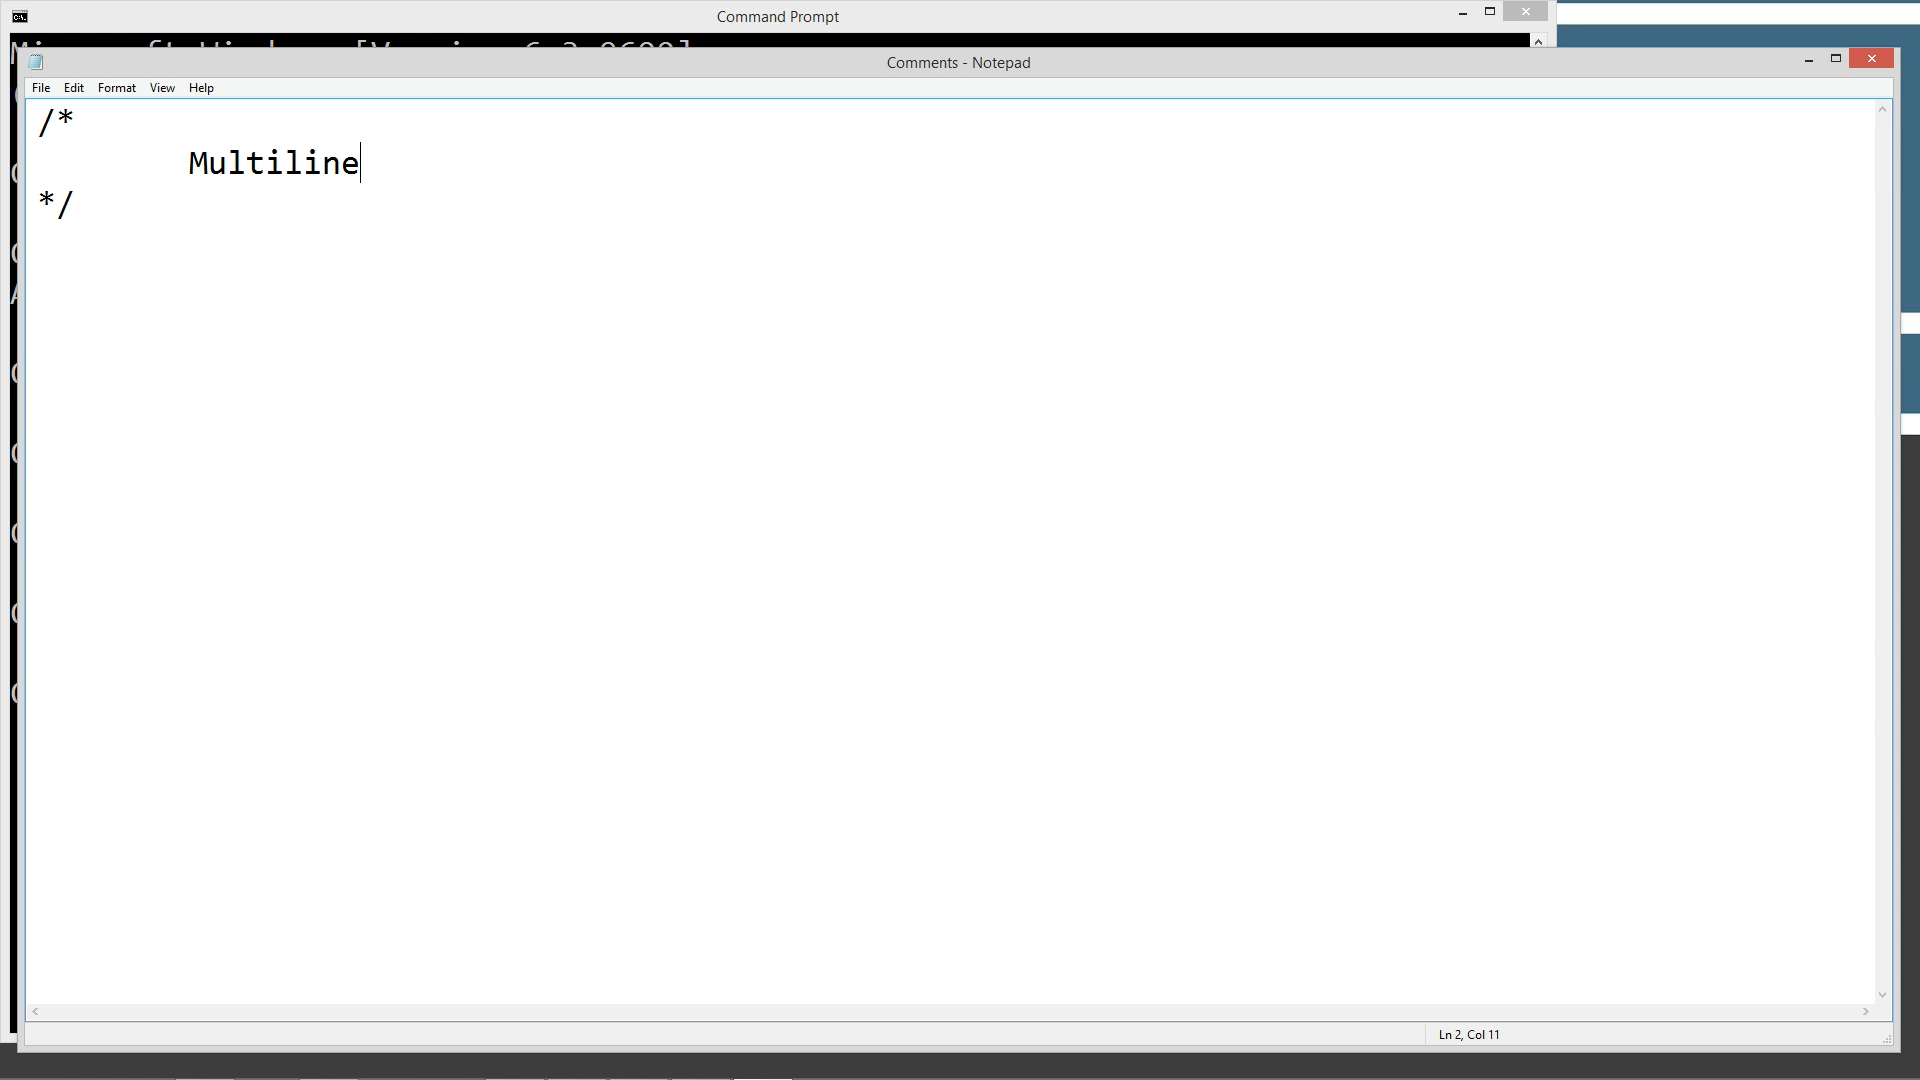 Command Prompt
Comments - Notepad
File Edit Format View Help
/*
Multiline
*/
Ln 2, Col 11